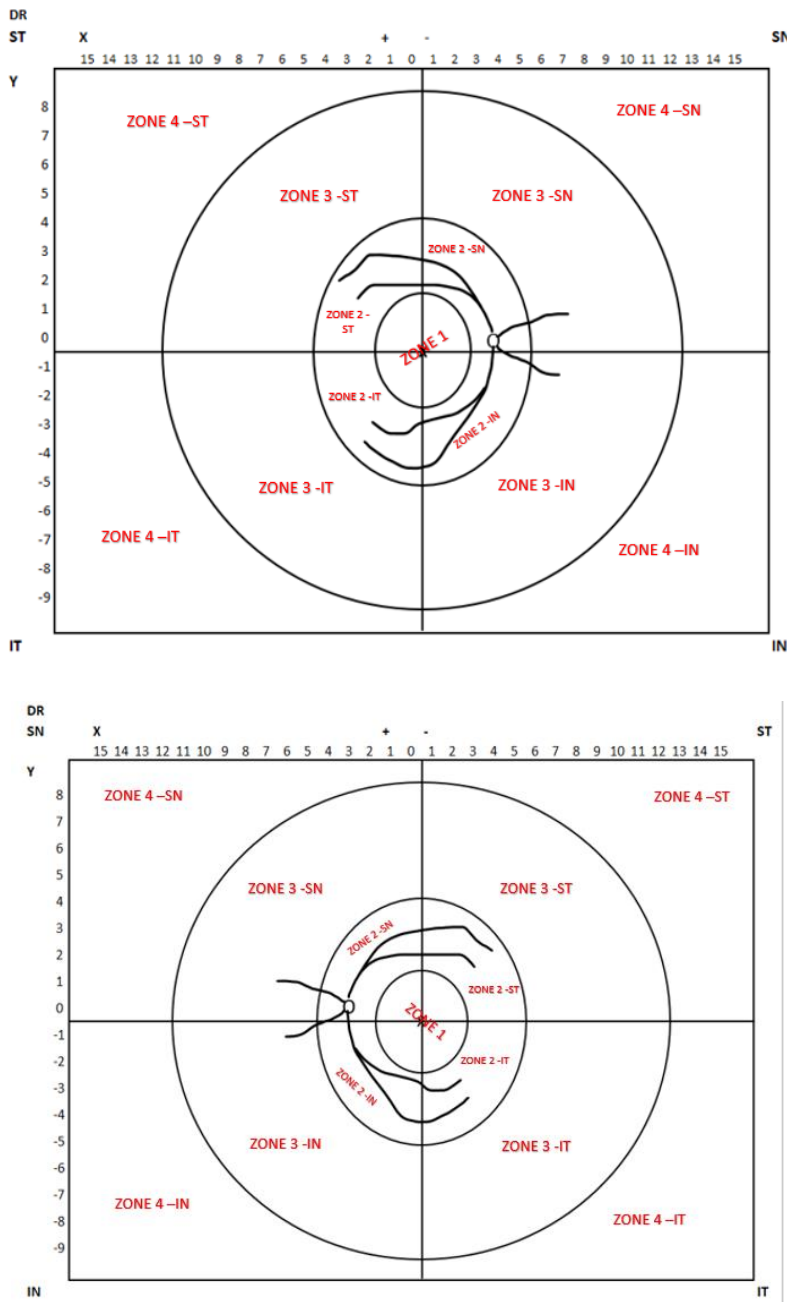 DR
ST X + - SN
15 14 13 12 11 10 9 8 7 6 5 4 3 2 1 0 1 2 3 4 5 6 7 8 9 10 11 12 13 14 15
Y
8
ZONE 4 –ST ZONE 4 –SN
7
6
5
ZONE 3 -ST ZONE 3 -SN
4
3
ZONE 2 -SN
2
1
ZONE 2 -
ST
0
ZONE 1
-1
-2
ZONE 2 -IT
-3
ZONE 2 -IN
-4
-5
ZONE 3 -IT ZONE 3 -IN
-6
-7
ZONE 4 –IT ZONE 4 –IN
-8
-9
IT IN
DR
SN X + - ST
15 14 13 12 11 10 9 8 7 6 5 4 3 2 1 0 1 2 3 4 5 6 7 8 9 10 11 12 13 14 15
Y
8
ZONE 4 –SN ZONE 4 –ST
7
6
5
ZONE 3 -SN ZONE 3 -ST
4
3
ZONE 2 -SN
2
1
ZONE 2 -ST
0
ZONE 1
-1
-2
ZONE 2 -IT
-3
ZONE 2 -IN
-4
-5
ZONE 3 -IN ZONE 3 -IT
-6
-7
ZONE 4 –IN
-8
ZONE 4 –IT
-9
IN IT